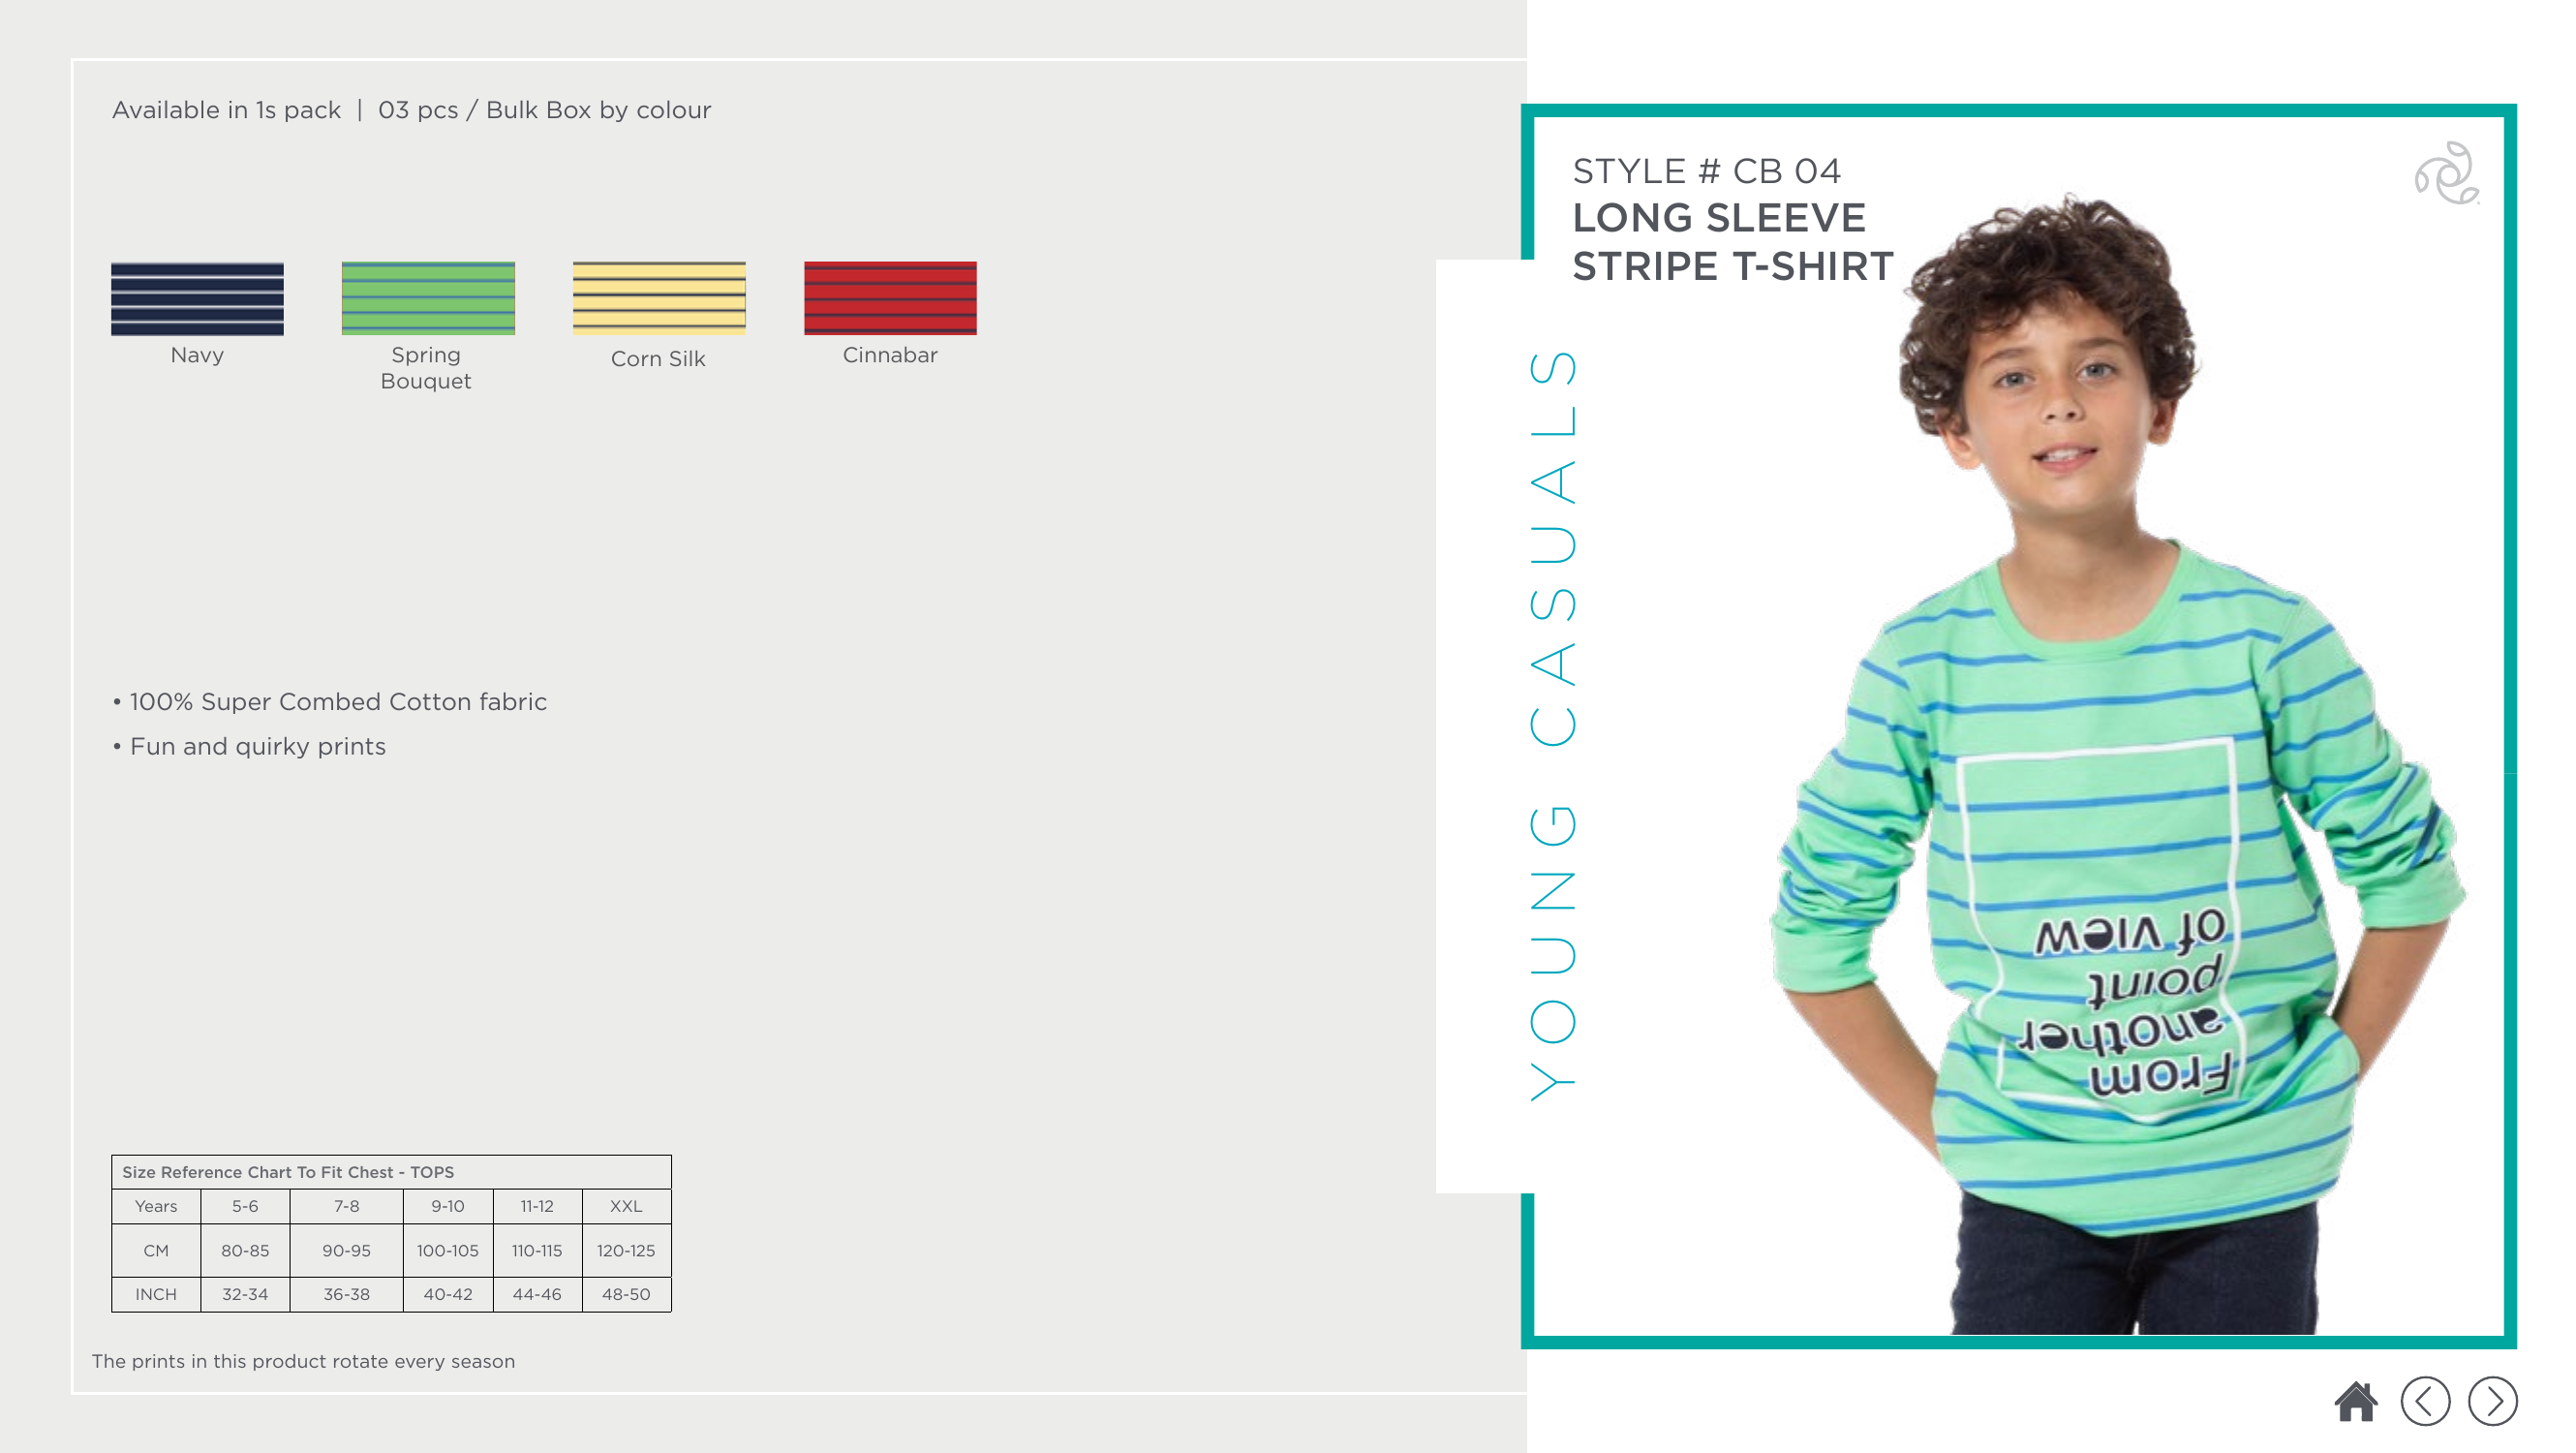 Available in 1s pack | 03 pcs / Bulk Box by colour
Navy
Spring
Bouquet
Corn Silk
Cinnabar
• 100% Super Combed Cotton fabric
• Fun and quirky prints
Size Reference Chart To Fit Chest - TOPS
Years 5-6 7-8 9-10 11-12 XXL
CM 80-85 90-95 100-105 110-115 120-125
INCH 32-34 36-38 40-42 44-46 48-50
The prints in this product rotate every season
STYLE # CB 04
LONG SLEEVE
STRIPE T-SHIRT
YOUNG CASUALS
From
another
point
of view